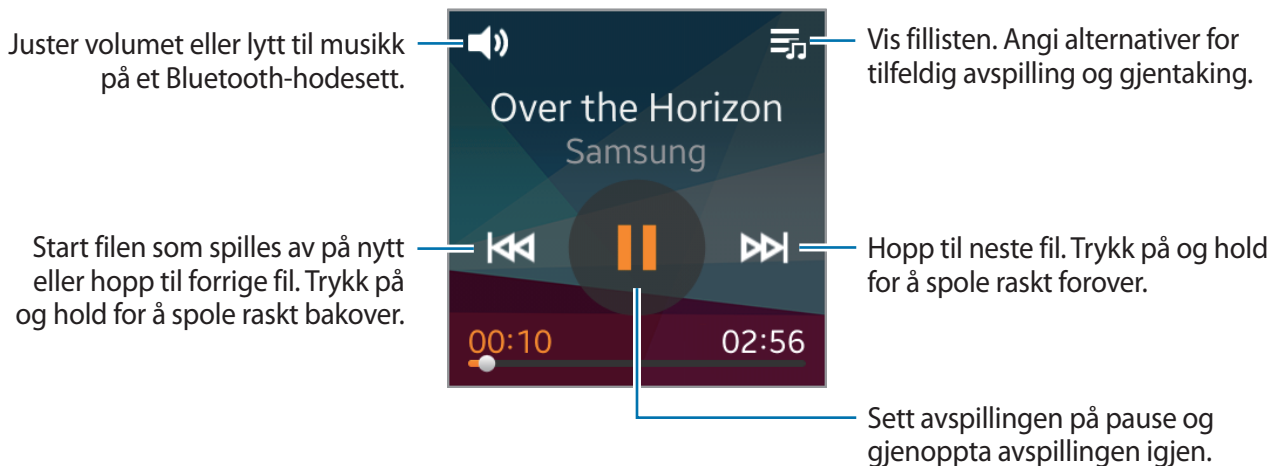 Juster volumet eller lytt til musikk
på et Bluetooth-hodesett.
Vis fillisten. Angi alternativer for
tilfeldig avspilling og gjentaking.
Over the Horizon
Samsung
Start filen som spilles av på nytt
eller hopp til forrige fil. Trykk på
og hold for å spole raskt bakover.
Hopp til neste fil. Trykk på og hold
for å spole raskt forover.
00:10
02:56
Sett avspillingen på pause og
gjenoppta avspillingen igjen.